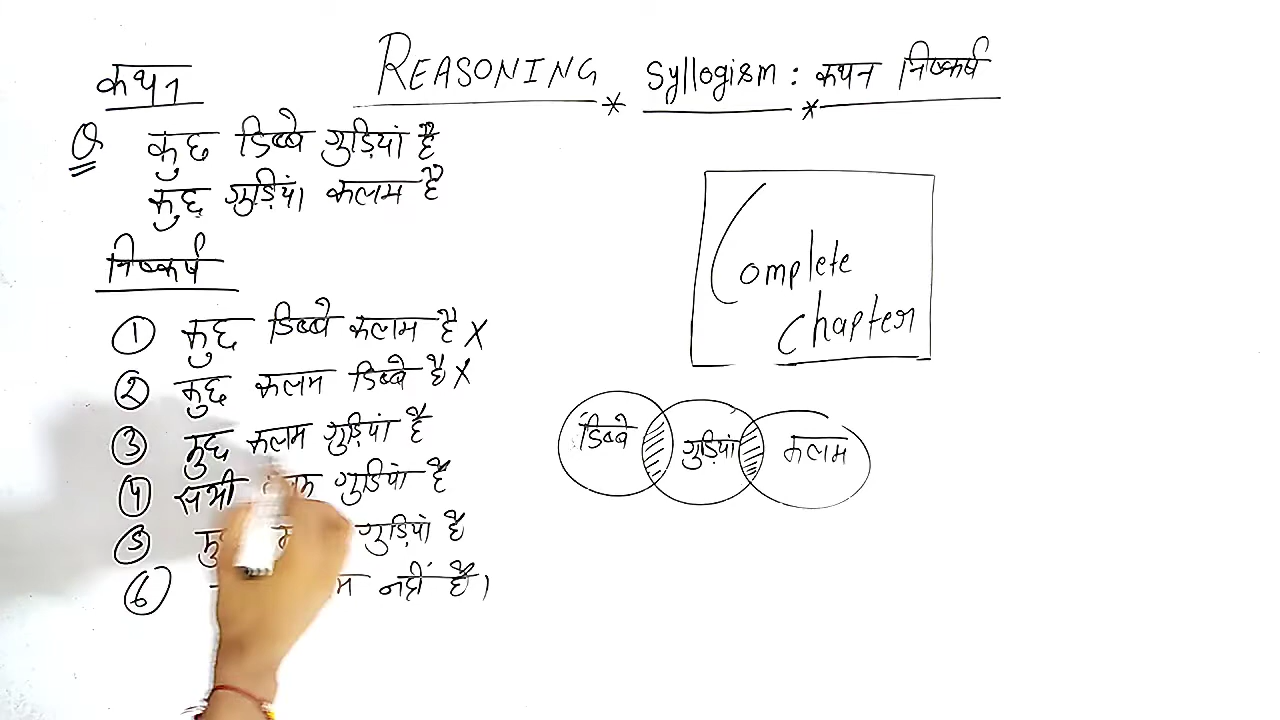 कथन
REASONING * Syllogism : * कथन निष्कर्ष
Q कुछ डिब्बे गुड़ियां है
कुछ गुड़ियां कलम है
निष्कर्ष
① कुछ डिब्बे कलम है X
② कुछ कलम डिब्बे है X
③ कुछ कलम गुड़ियां है
④ सभी गुडियां है
⑤ गुड़ियां है
⑥ नहीं है।
Complete
Chapter
डिब्बे गुड़ियां कलम